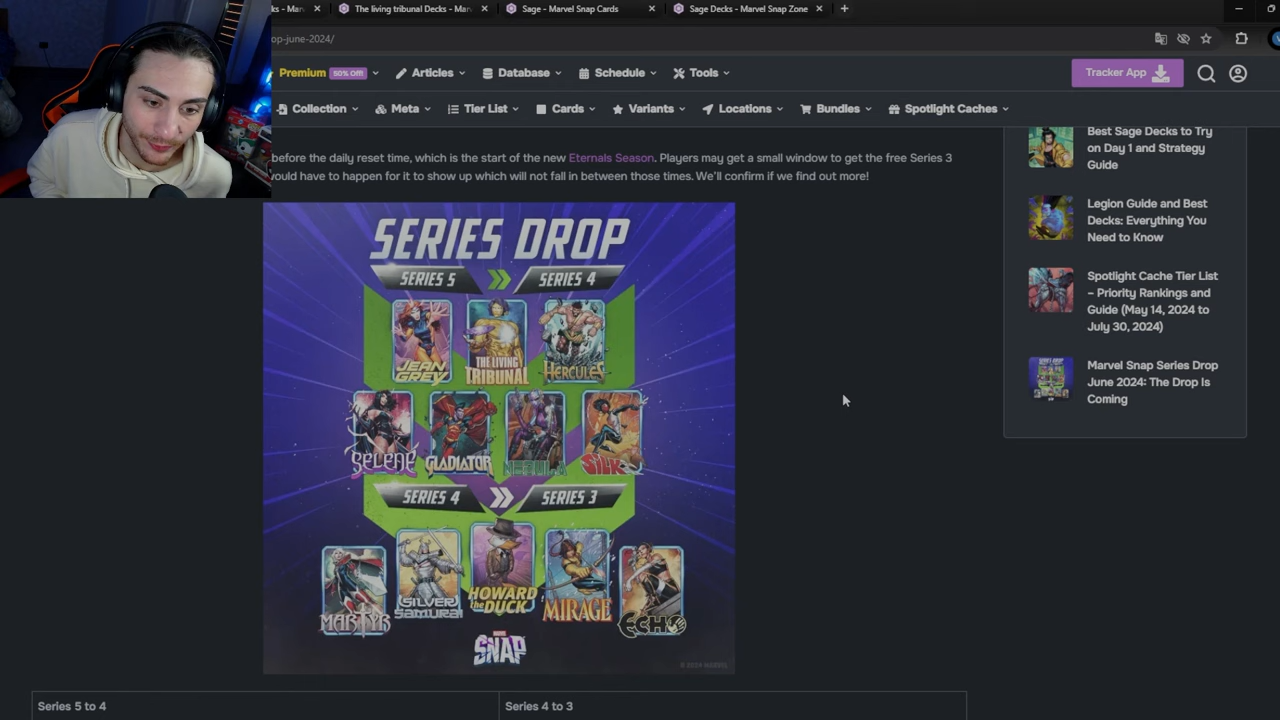 ks - Mar
The living tribunal Decks - Mar
Sage - Marvel Snap Cards
Sage Decks - Marvel Snap Zone
op-june-2024/
Premium 50% Off!
Articles
Database
Schedule
Tools
Tracker App
Collection
Meta
Tier List
Cards
Variants
Locations
Bundles
Spotlight Caches
before the daily reset time, which is the start of the new Eternals Season. Players may get a small window to get the free Series 3
ould have to happen for it to show up which will not fall in between those times. We'll confirm if we find out more!
SERIES DROP
SERIES 5 SERIES 4
JEAN GREY
THE LIVING TRIBUNAL
HERCULES
SELENE
GLADIATOR
NEBULA
SILK
SERIES 4 SERIES 3
MARTYR
SILVER SAMURAI
HOWARD the DUCK
MIRAGE
ECHO
MARVEL SNAP
© 2024 MARVEL
Series 5 to 4
Series 4 to 3
Best Sage Decks to Try
on Day 1 and Strategy
Guide
Legion Guide and Best
Decks: Everything You
Need to Know
Spotlight Cache Tier List
– Priority Rankings and
Guide (May 14, 2024 to
July 30, 2024)
Marvel Snap Series Drop
June 2024: The Drop Is
Coming